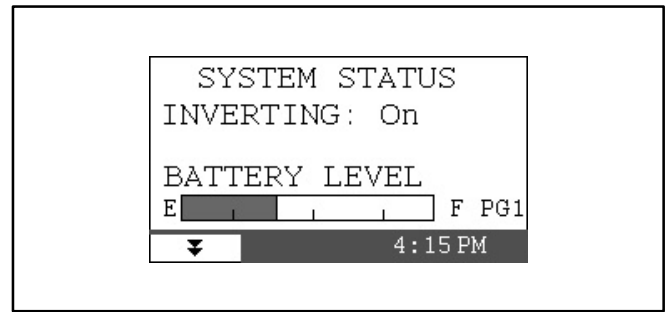 SYSTEM STATUS
INVERTING: On
BATTERY LEVEL
E F PG1
4:15 PM